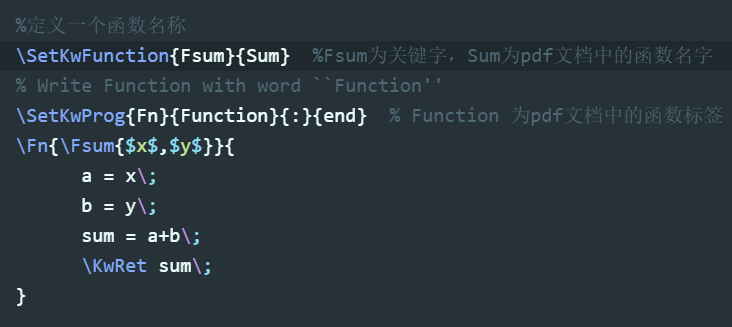 %定义一个函数名称
\SetKwFunction{Fsum}{Sum}  %Fsum为关键字，Sum为pdf文档中的函数名字
% Write Function with word ``Function''
\SetKwProg{Fn}{Function}{:}{end}  % Function 为pdf文档中的函数标签
\Fn{\Fsum{$x$,$y$}}{
      a = x\;
      b = y\;
      sum = a+b\;
      \KwRet sum\;
}